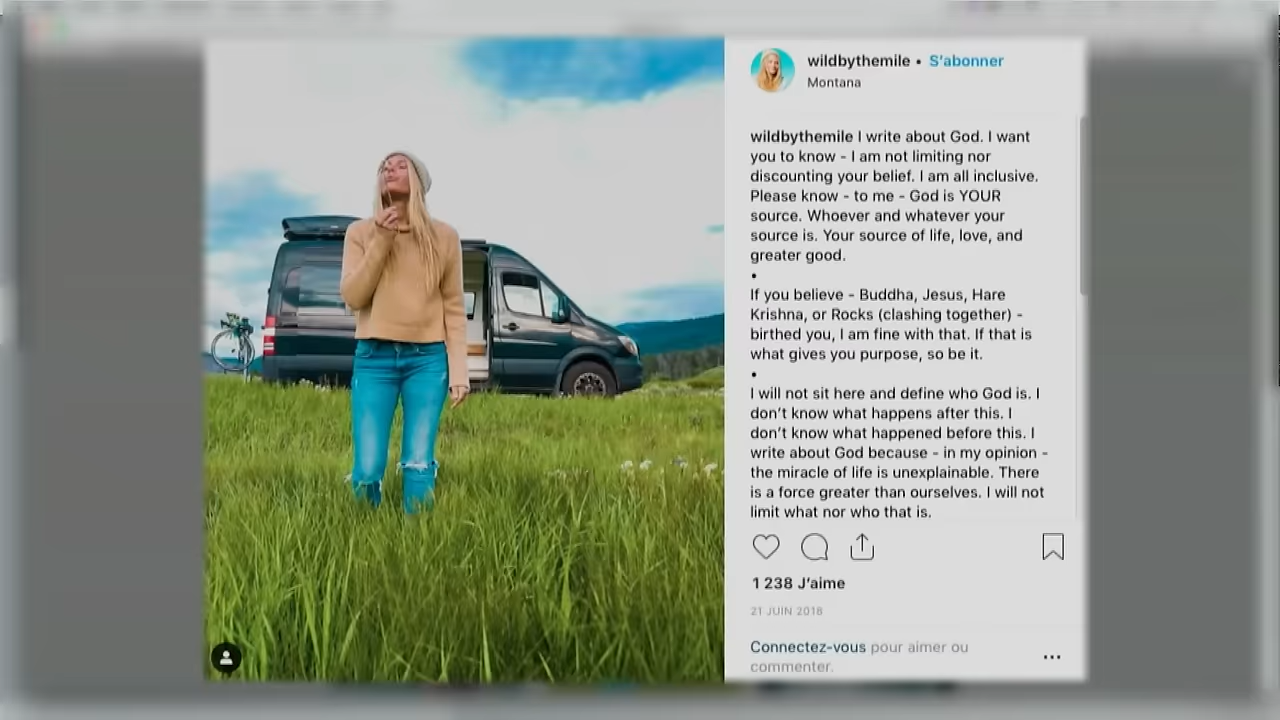 wildbythemile • S'abonner
Montana
wildbythemile I write about God. I want
you to know - I am not limiting nor
discounting your belief. I am all inclusive.
Please know - to me - God is YOUR
source. Whoever and whatever your
source is. Your source of life, love, and
greater good.
•
If you believe - Buddha, Jesus, Hare
Krishna, or Rocks (clashing together) -
birthed you, I am fine with that. If that is
what gives you purpose, so be it.
•
I will not sit here and define who God is. I
don't know what happens after this. I
don't know what happened before this. I
write about God because - in my opinion -
the miracle of life is unexplainable. There
is a force greater than ourselves. I will not
limit what nor who that is.
1 238 J'aime
21 JUIN 2018
Connectez-vous pour aimer ou
commenter.